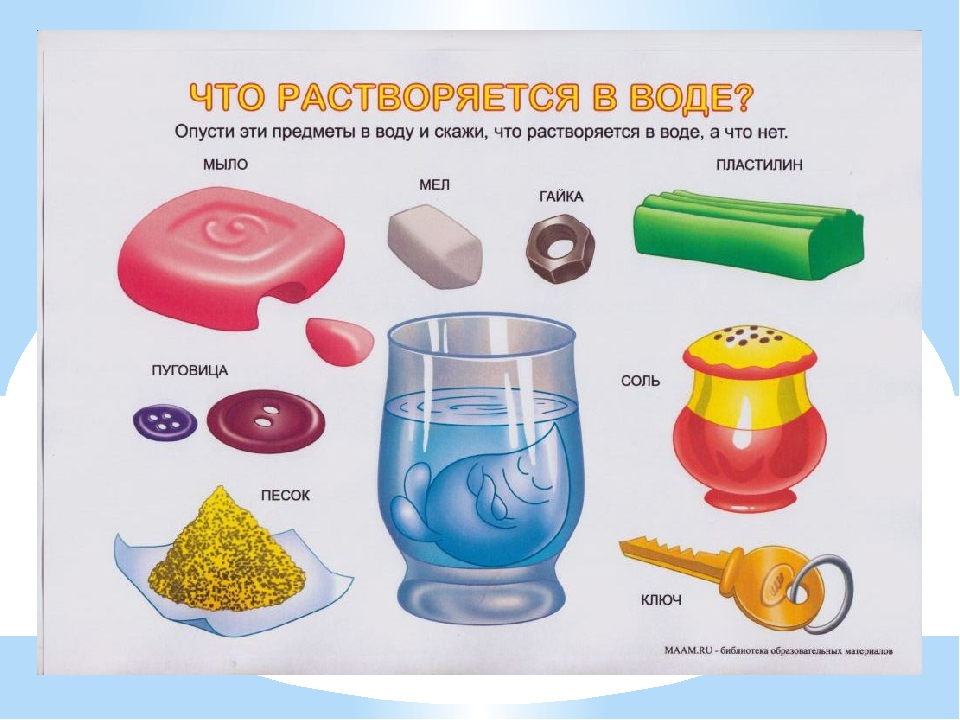 ЧТО РАСТВОРЯЕТСЯ В ВОДЕ?
Опусти эти предметы в воду и скажи, что растворяется в воде, а что нет.
МЫЛО
МЕЛ
ГАЙКА
ПЛАСТИЛИН
ПУГОВИЦА
СОЛЬ
ПЕСОК
КЛЮЧ
MAAM.RU - библиотека образовательных материалов